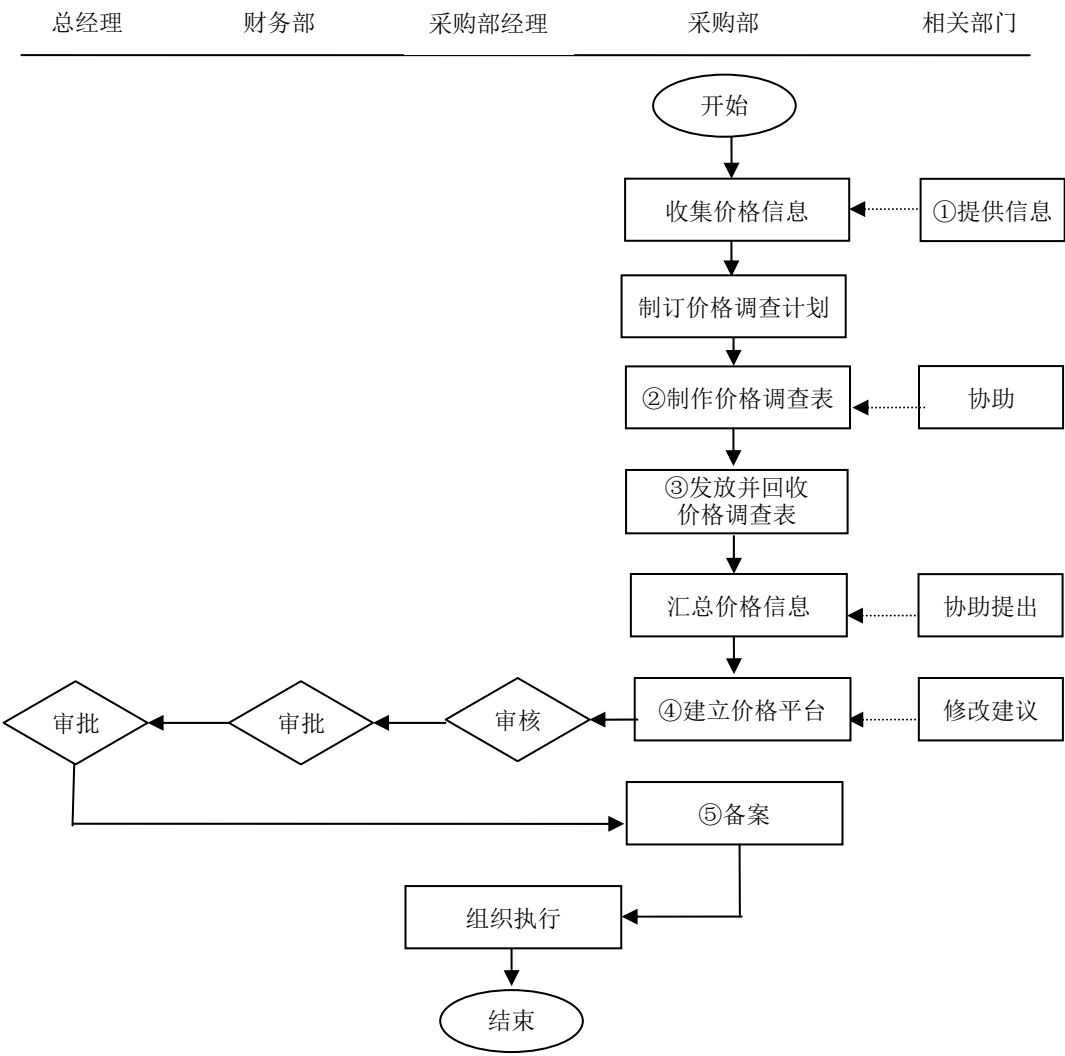 总经理
财务部
采购部经理
采购部
相关部门
开始
收集价格信息
①提供信息
制订价格调查计划
②制作价格调查表
协助
③发放并回收
价格调查表
汇总价格信息
协助提出
审批
审批
审核
④建立价格平台
修改建议
⑤备案
组织执行
结束